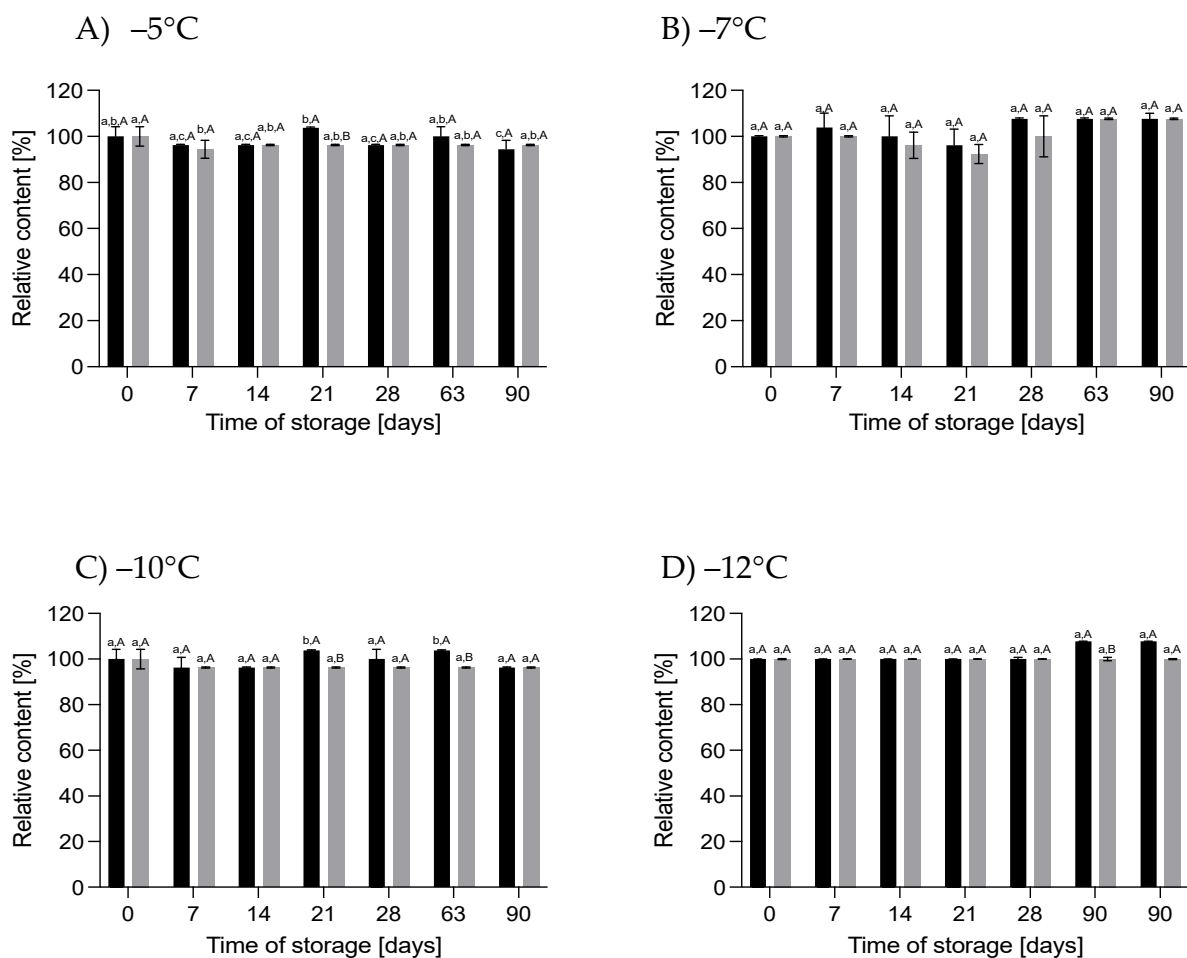 A) –5°C
120
100
80
60
40
20
0
Relative content [%]
a,b,A a,A a,c,A b,A a,c,A a,b,A b,A a,b,B a,c,A a,b,A a,b,A a,b,A c,A a,b,A
0 7 14 21 28 63 90
Time of storage [days]
B) –7°C
120
100
80
60
40
20
0
Relative content [%]
a,A a,A a,A a,A a,A a,A a,A a,A a,A a,A a,A a,A a,A a,A
0 7 14 21 28 63 90
Time of storage [days]
C) –10°C
120
100
80
60
40
20
0
Relative content [%]
a,A a,A a,A a,A a,A a,A b,A a,B a,A a,A b,A a,B a,A a,A
0 7 14 21 28 63 90
Time of storage [days]
D) –12°C
120
100
80
60
40
20
0
Relative content [%]
a,A a,A a,A a,A a,A a,A a,A a,A a,A a,A a,A a,B a,A a,A
0 7 14 21 28 90 90
Time of storage [days]